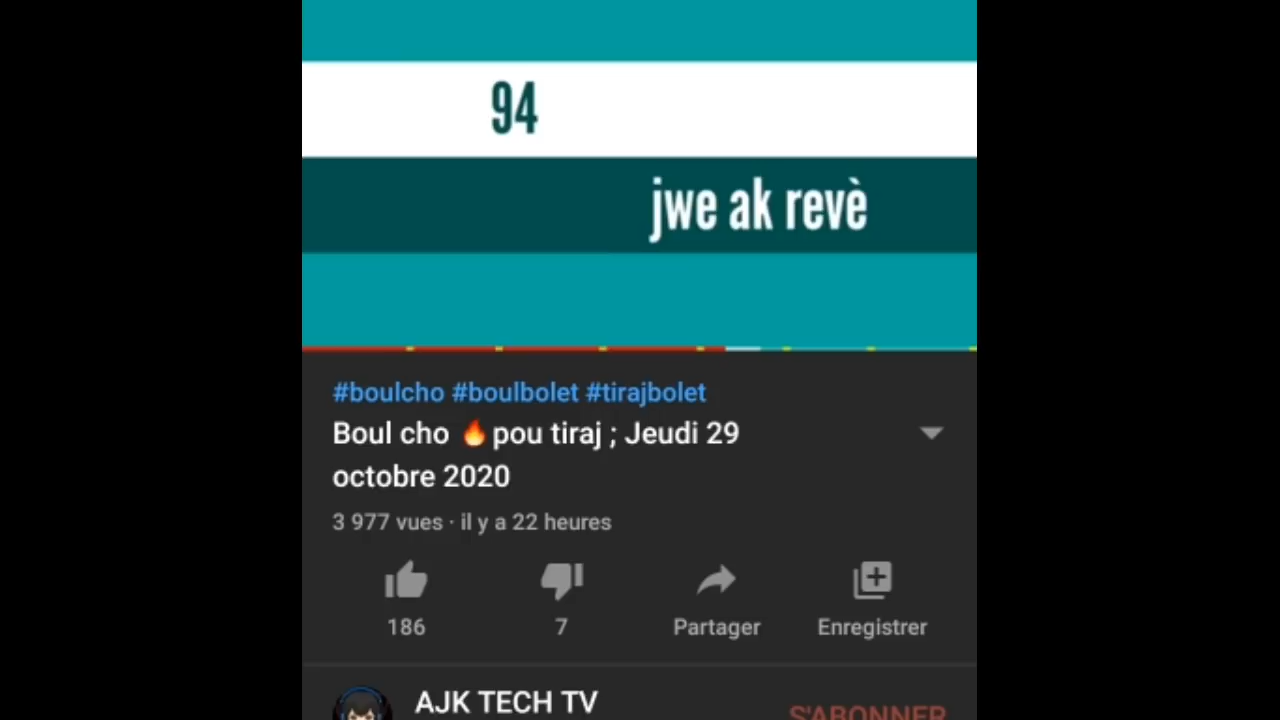 94
jwe ak revè
#boulcho #boulbolet #tirajbolet
Boul cho 🔥pou tiraj ; Jeudi 29
octobre 2020
3 977 vues · il y a 22 heures
186
7
Partager
Enregistrer
AJK TECH TV
S'ABONNER